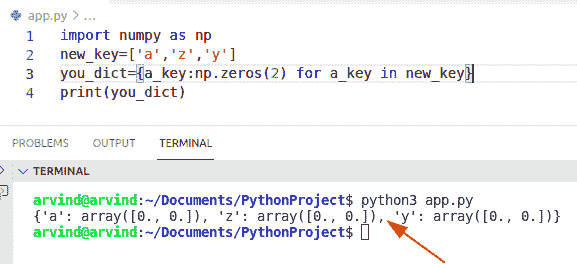 app.py > ...
1 import numpy as np
2 new_key=['a','z','y']
3 you_dict={a_key:np.zeros(2) for a_key in new_key}
4 print(you_dict)
PROBLEMS OUTPUT TERMINAL
TERMINAL
arvind@arvind:~/Documents/PythonProject$ python3 app.py
{'a': array([0., 0.]), 'z': array([0., 0.]), 'y': array([0., 0.])}
arvind@arvind:~/Documents/PythonProject$